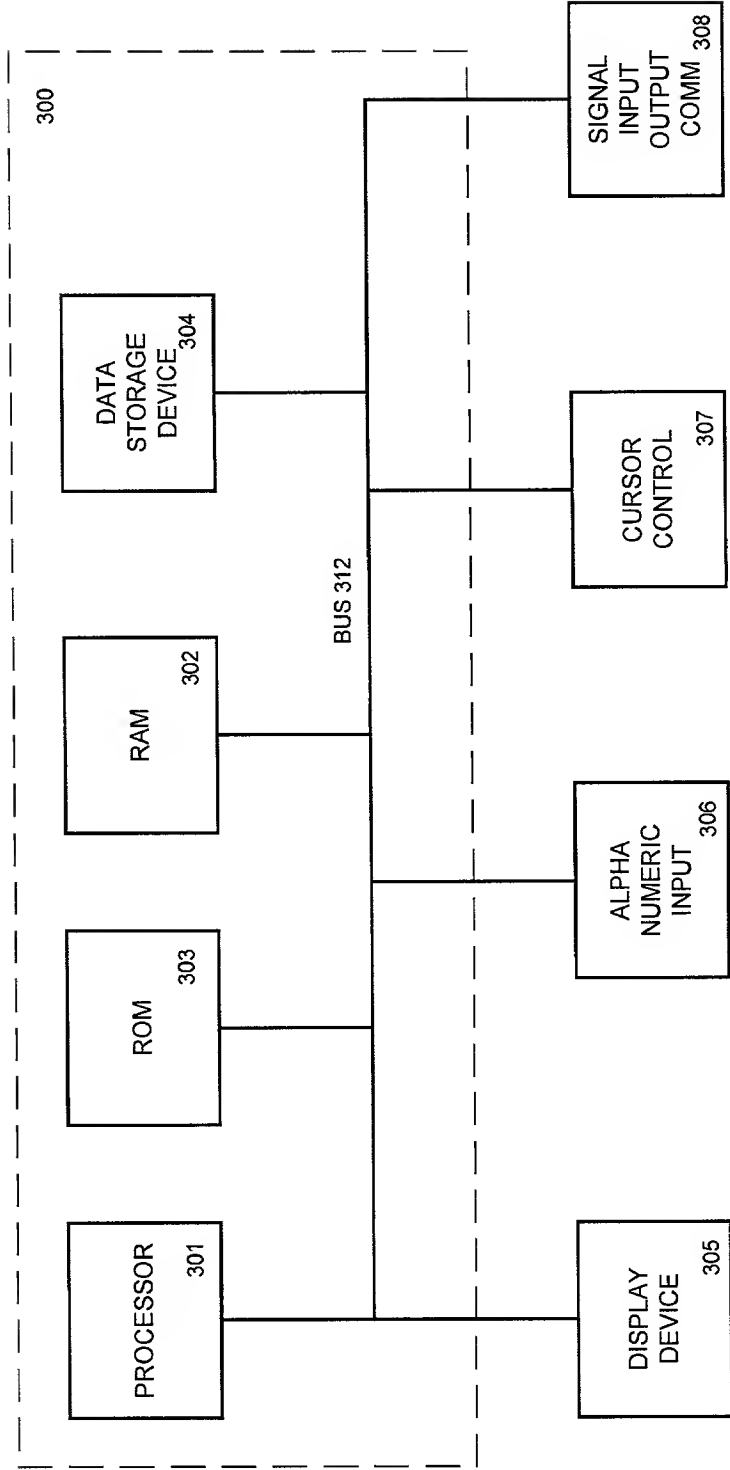 300
PROCESSOR
301
ROM
303
RAM
302
DATA
STORAGE
DEVICE
304
BUS 312
DISPLAY
DEVICE
305
ALPHA
NUMERIC
INPUT
306
CURSOR
CONTROL
307
SIGNAL
INPUT
OUTPUT
COMM
308